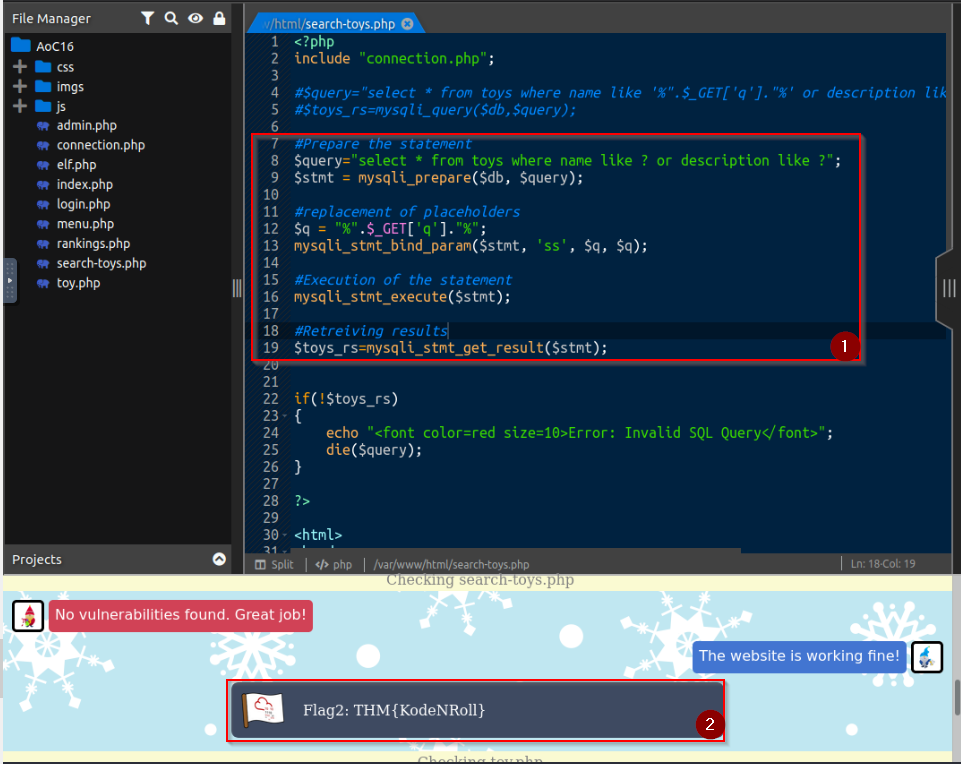 File Manager
AoC16
css
imgs
js
admin.php
connection.php
elf.php
index.php
login.php
menu.php
rankings.php
search-toys.php
toy.php
Projects
/html/search-toys.php
1 <?php
2 include "connection.php";
3
4 #$query="select * from toys where name like '%".$_GET['q']."%' or description lik
5 #$toys_rs=mysqli_query($db,$query);
6
7 #Prepare the statement
8 $query="select * from toys where name like ? or description like ?";
9 $stmt = mysqli_prepare($db, $query);
10
11 #replacement of placeholders
12 $q = "%".$_GET['q']."%";
13 mysqli_stmt_bind_param($stmt, 'ss', $q, $q);
14
15 #Execution of the statement
16 mysqli_stmt_execute($stmt);
17
18 #Retreiving results
19 $toys_rs=mysqli_stmt_get_result($stmt);
1
20
21
22 if(!$toys_rs)
23 {
24 echo "<font color=red size=10>Error: Invalid SQL Query</font>";
25 die($query);
26 }
27
28 ?>
29
30 <html>
31
Split </> php /var/www/html/search-toys.php Ln: 18 Col: 19
Checking search-toys.php
No vulnerabilities found. Great job!
The website is working fine!
Flag2: THM{KodeNRoll}
2
Checking toy.php